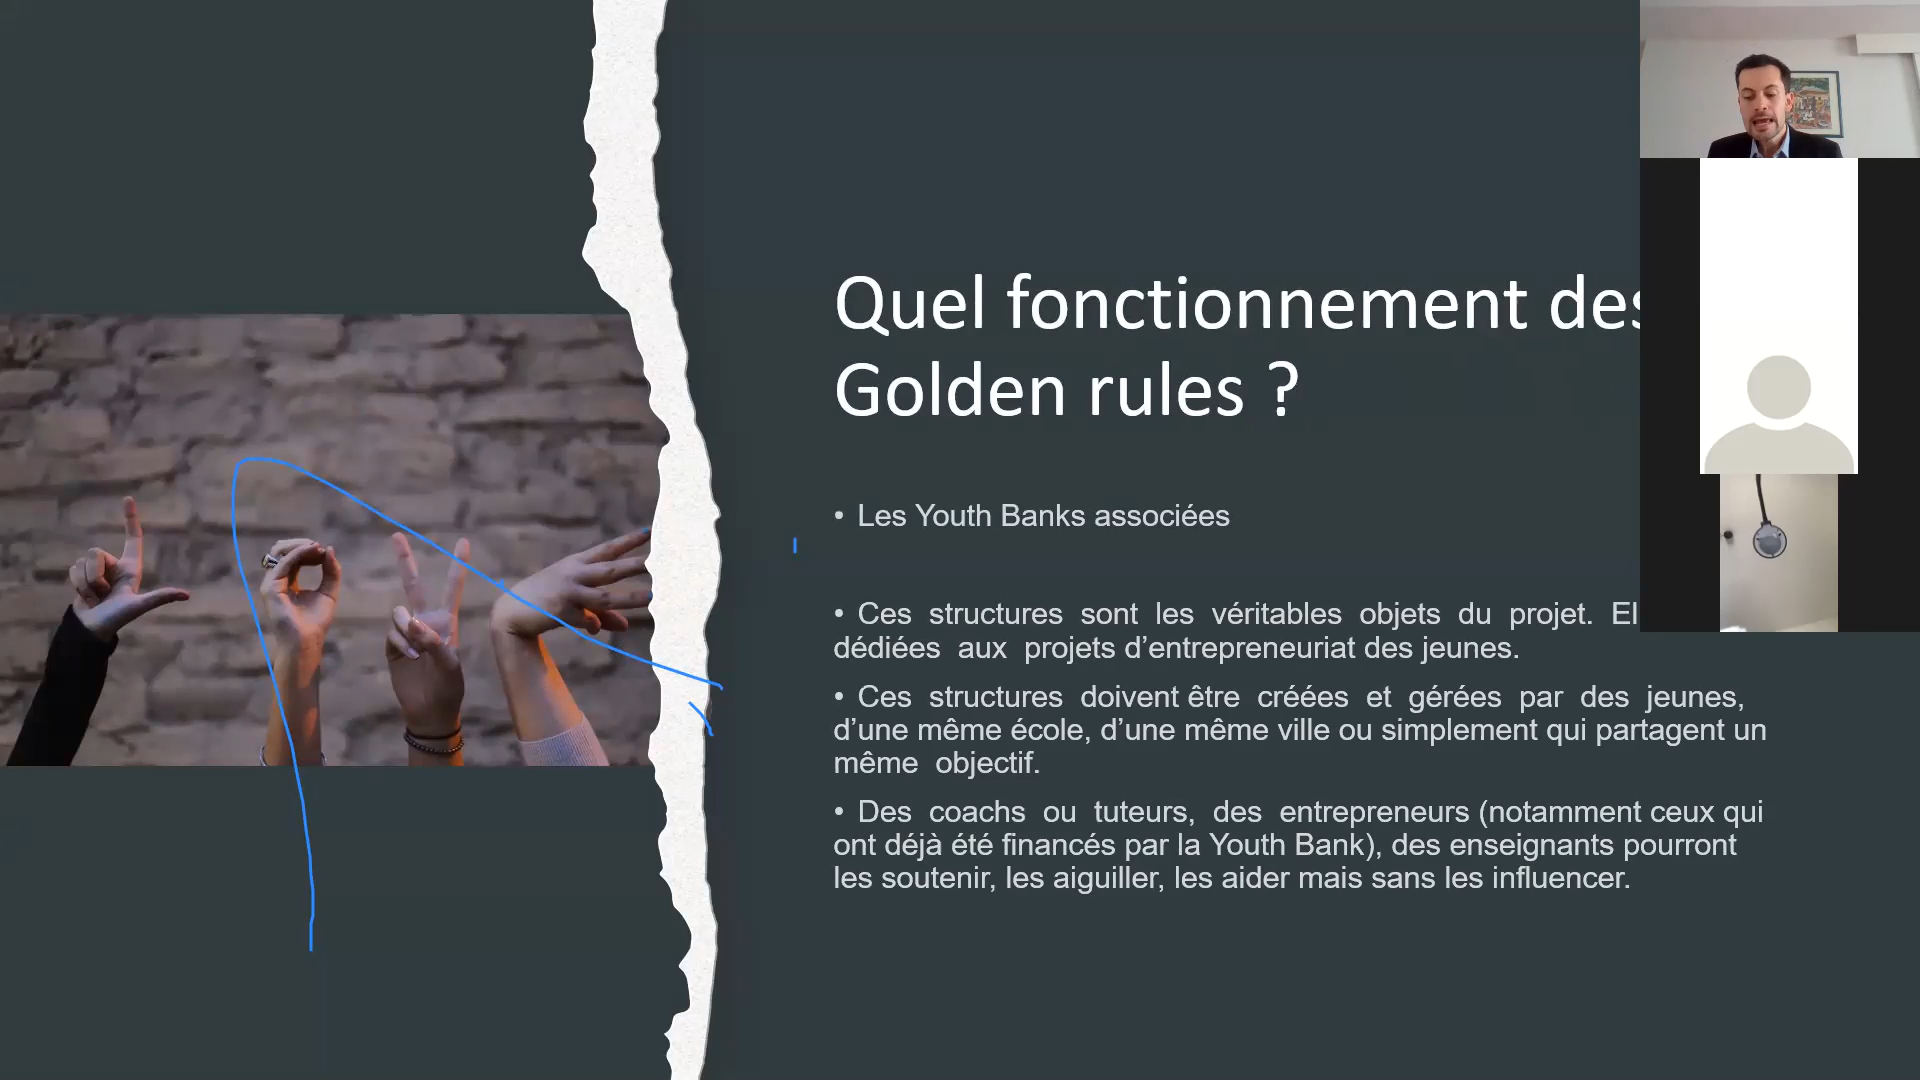 Quel fonctionnement des
Golden rules ?
• Les Youth Banks associées
• Ces structures sont les véritables objets du projet.
dédiées aux projets d’entrepreneuriat des jeunes.
• Ces structures doivent être créées et gérées par des jeunes,
d’une même école, d’une même ville ou simplement qui partagent un
même objectif.
• Des coachs ou tuteurs, des entrepreneurs (notamment ceux qui
ont déjà été financés par la Youth Bank), des enseignants pourront
les soutenir, les aiguiller, les aider mais sans les influencer.